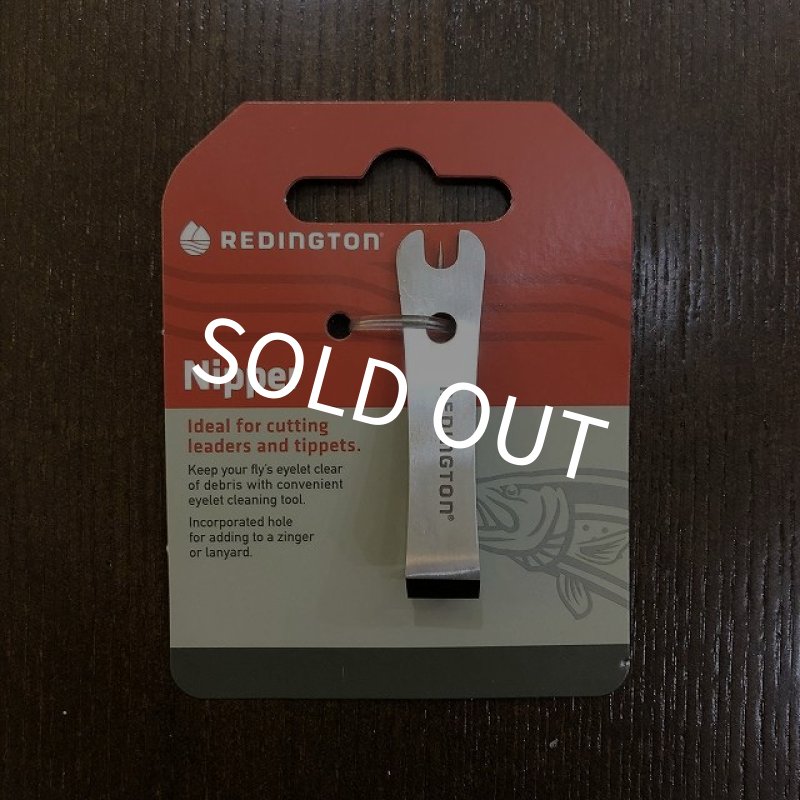 REDINGTON®
Nipper
SOLD OUT
Ideal for cutting
leaders and tippets.
Keep your fly's eyelet clear
of debris with convenient
eyelet cleaning tool.
Incorporated hole
for adding to a zinger
or lanyard.
REDINGTON®